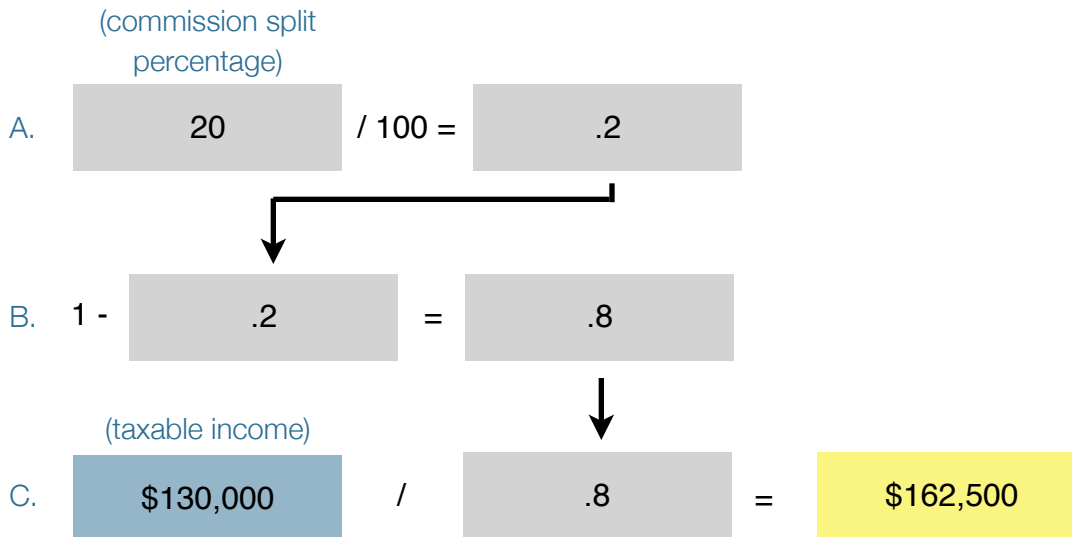 (commission split
percentage)
A. 20 / 100 = .2
B. 1 - .2 = .8
(taxable income)
C. $130,000 / .8 = $162,500